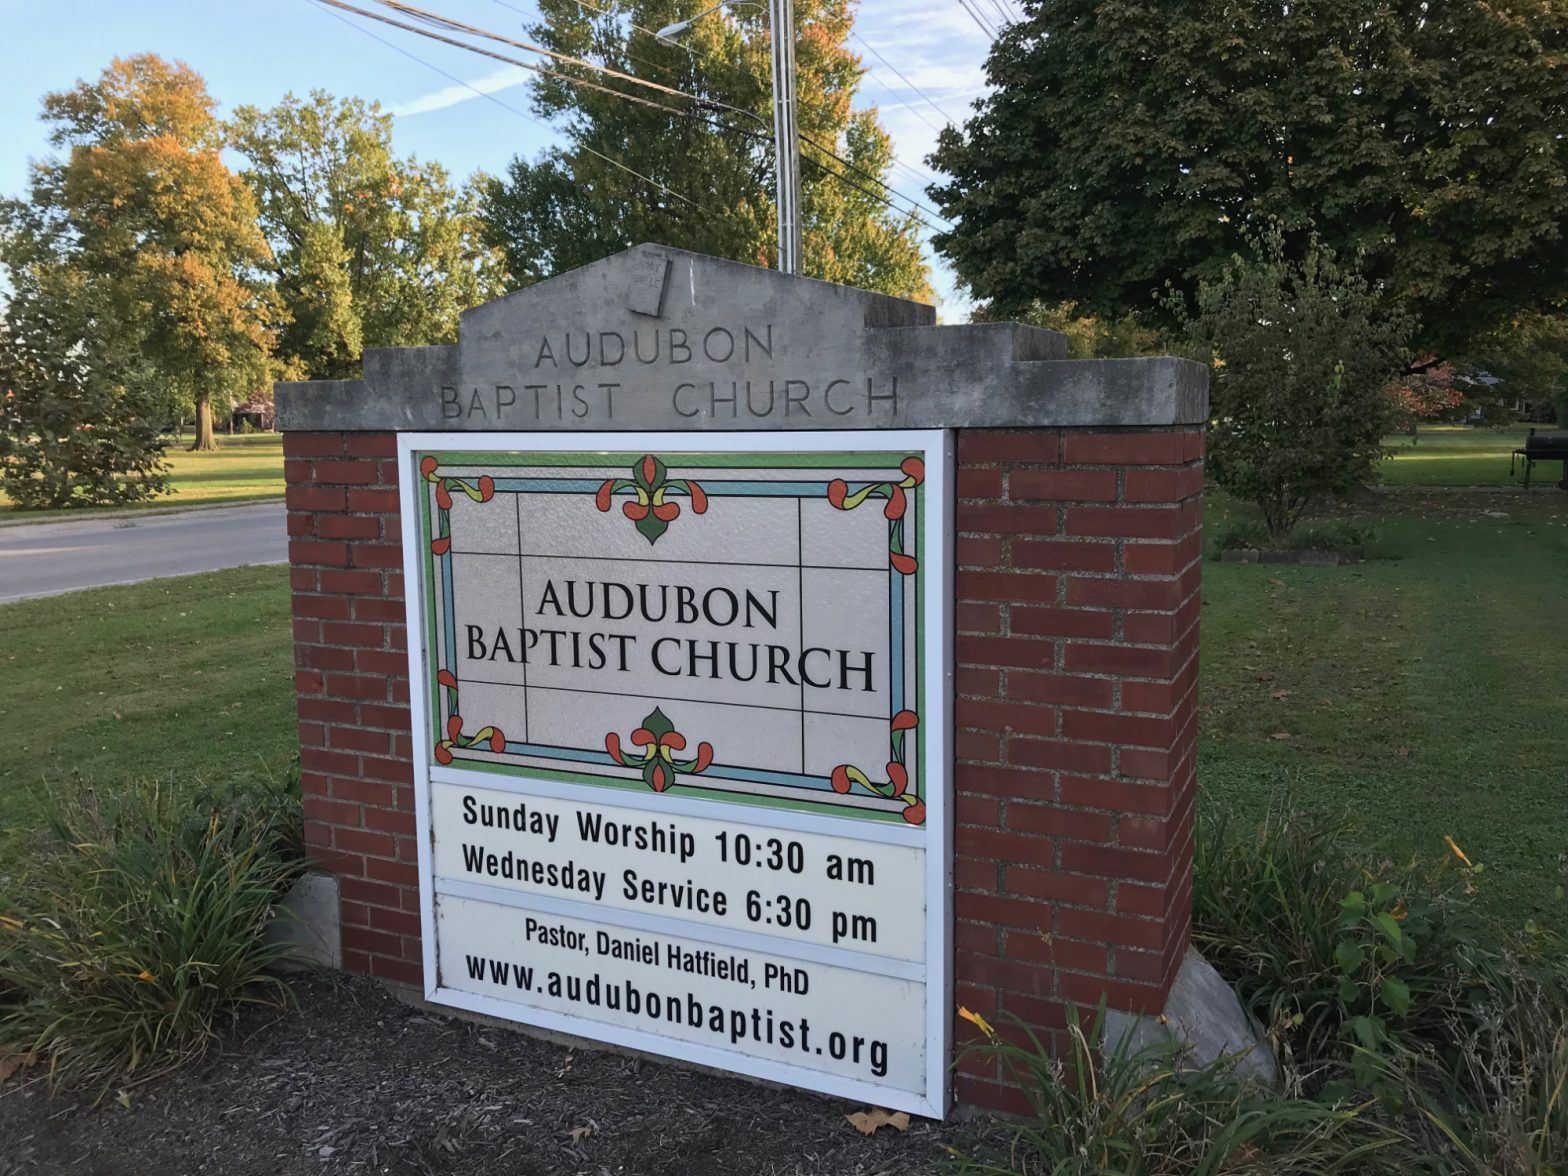 AUDUBON
BAPTIST CHURCH
AUDUBON
BAPTIST CHURCH
Sunday Worship 10:30 am
Wednesday Service 6:30 pm
Pastor, Daniel Hatfield, PhD
www.audubonbaptist.org